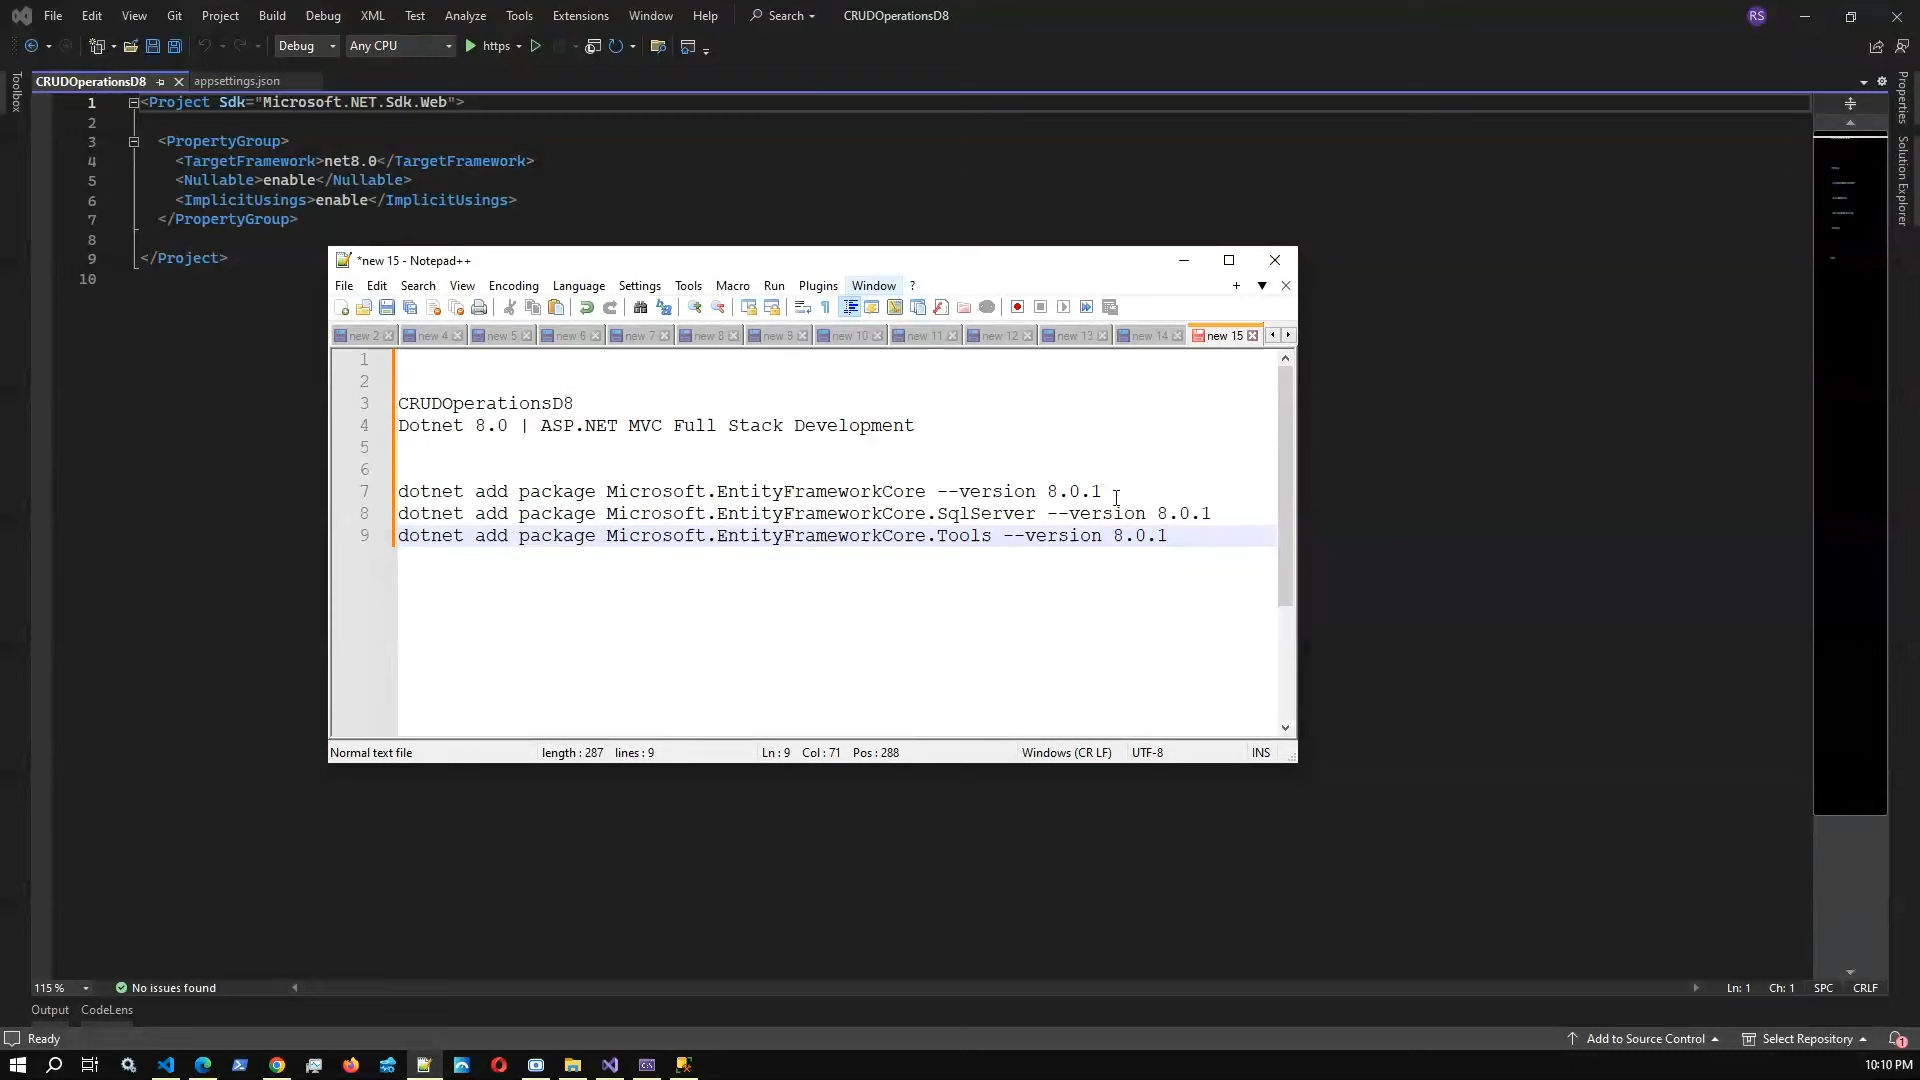 File Edit View Git Project Build Debug XML Test Analyze Tools Extensions Window Help Search CRUDOperationsD8 RS
Debug Any CPU https
CRUDOperationsD8 appsettings.json
Toolbox
Properties
Solution Explorer
1 <Project Sdk="Microsoft.NET.Sdk.Web">
2
3 <PropertyGroup>
4 <TargetFramework>net8.0</TargetFramework>
5 <Nullable>enable</Nullable>
6 <ImplicitUsings>enable</ImplicitUsings>
7 </PropertyGroup>
8
9 </Project>
10
*new 15 - Notepad++
File Edit Search View Encoding Language Settings Tools Macro Run Plugins Window ?
new 2 new 4 new 5 new 6 new 7 new 8 new 9 new 10 new 11 new 12 new 13 new 14 new 15
1
2
3 CRUDOperationsD8
4 Dotnet 8.0 | ASP.NET MVC Full Stack Development
5
6
7 dotnet add package Microsoft.EntityFrameworkCore --version 8.0.1
8 dotnet add package Microsoft.EntityFrameworkCore.SqlServer --version 8.0.1
9 dotnet add package Microsoft.EntityFrameworkCore.Tools --version 8.0.1
Normal text file length : 287 lines : 9 Ln : 9 Col : 71 Pos : 288 Windows (CR LF) UTF-8 INS
115 % No issues found Ln: 1 Ch: 1 SPC CRLF
Output CodeLens
Ready Add to Source Control Select Repository 1
10:10 PM